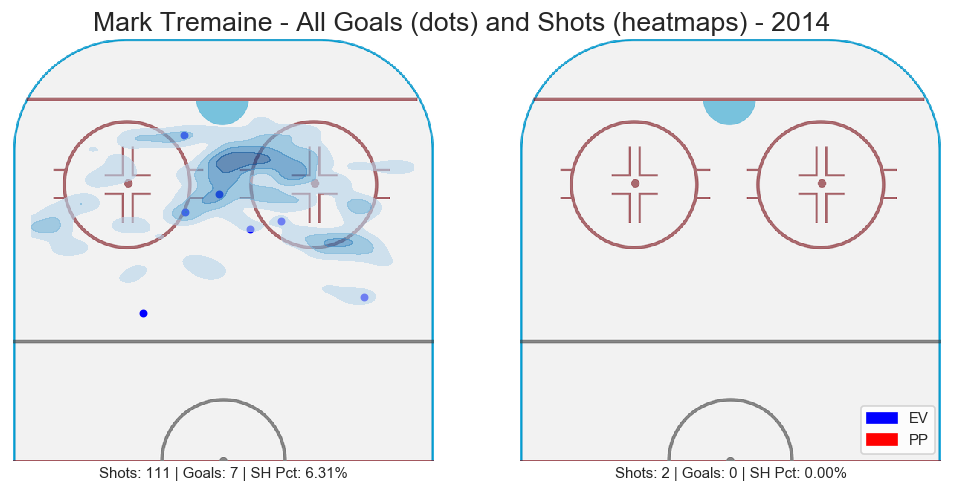 Mark Tremaine - All Goals (dots) and Shots (heatmaps) - 2014
EV
PP
Shots: 111 | Goals: 7 | SH Pct: 6.31%
Shots: 2 | Goals: 0 | SH Pct: 0.00%